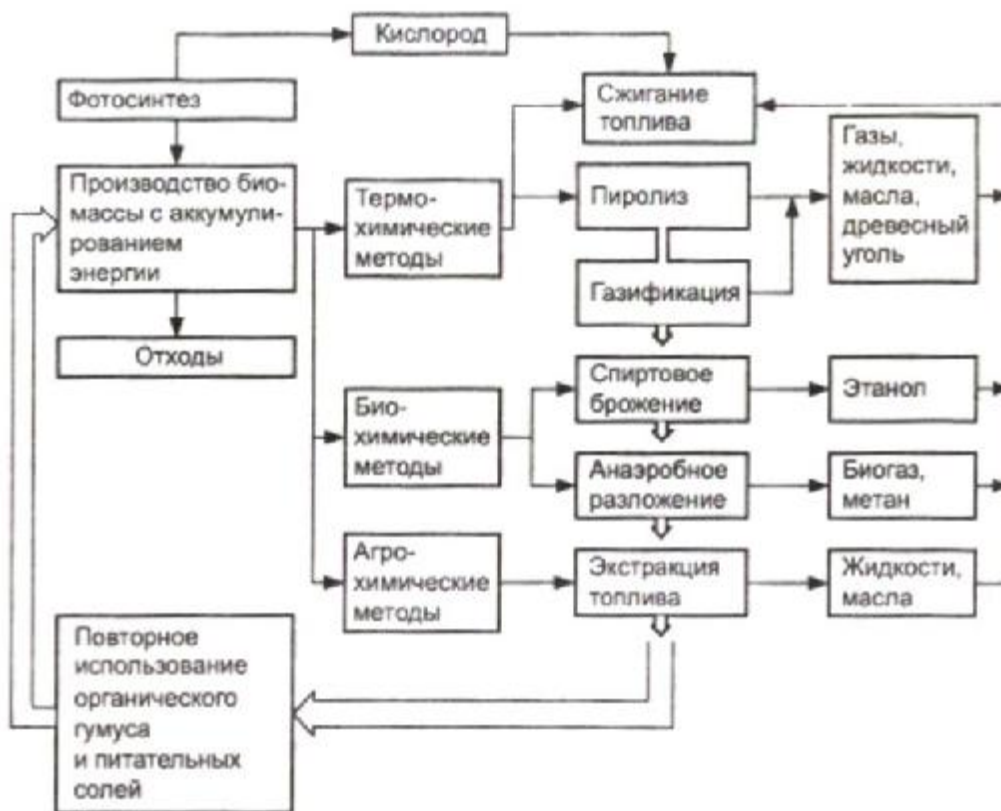 Кислород
Фотосинтез
Сжигание
топлива
Газы,
жидкости,
масла,
древесный
уголь
Производство био-
массы с аккумули-
рованием
энергии
Термо-
химические
методы
Пиролиз
Газификация
Отходы
Био-
химические
методы
Спиртовое
брожение
Этанол
Анаэробное
разложение
Биогаз,
метан
Агро-
химические
методы
Экстракция
топлива
Жидкости,
масла
Повторное
использование
органического
гумуса
и питательных
солей